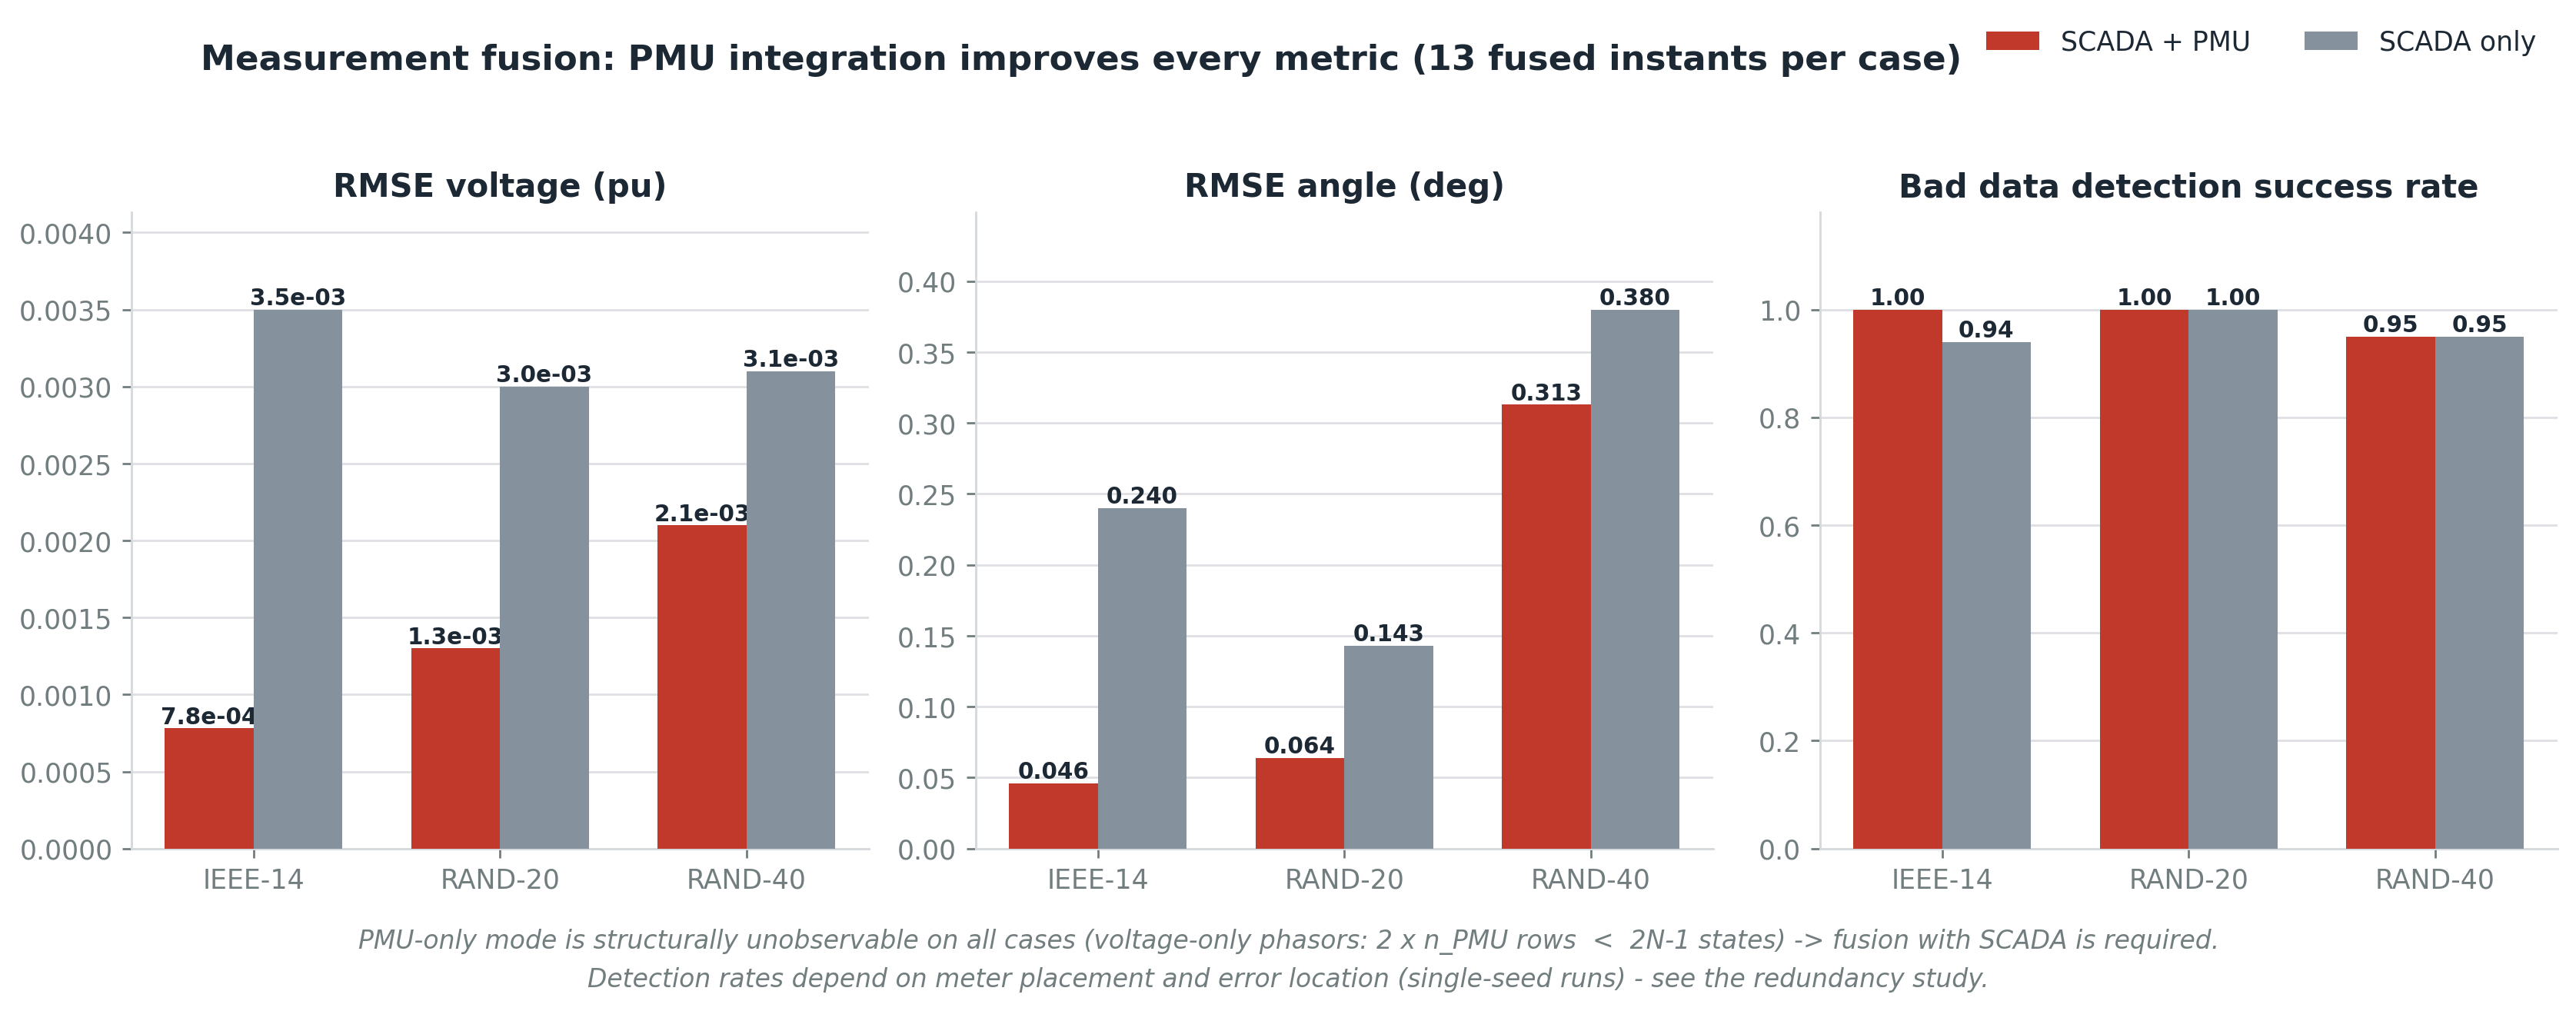 Measurement fusion: PMU integration improves every metric (13 fused instants per case)
SCADA + PMU
SCADA only
RMSE voltage (pu)
0.0040
0.0035
0.0030
0.0025
0.0020
0.0015
0.0010
0.0005
0.0000
7.8e-04
3.5e-03
1.3e-03
3.0e-03
2.1e-03
3.1e-03
IEEE-14
RAND-20
RAND-40
RMSE angle (deg)
0.40
0.35
0.30
0.25
0.20
0.15
0.10
0.05
0.00
0.046
0.240
0.064
0.143
0.313
0.380
IEEE-14
RAND-20
RAND-40
Bad data detection success rate
1.0
0.8
0.6
0.4
0.2
0.0
1.00
0.94
1.00
1.00
0.95
0.95
IEEE-14
RAND-20
RAND-40
PMU-only mode is structurally unobservable on all cases (voltage-only phasors: 2 x n_PMU rows < 2N-1 states) -> fusion with SCADA is required.
Detection rates depend on meter placement and error location (single-seed runs) - see the redundancy study.